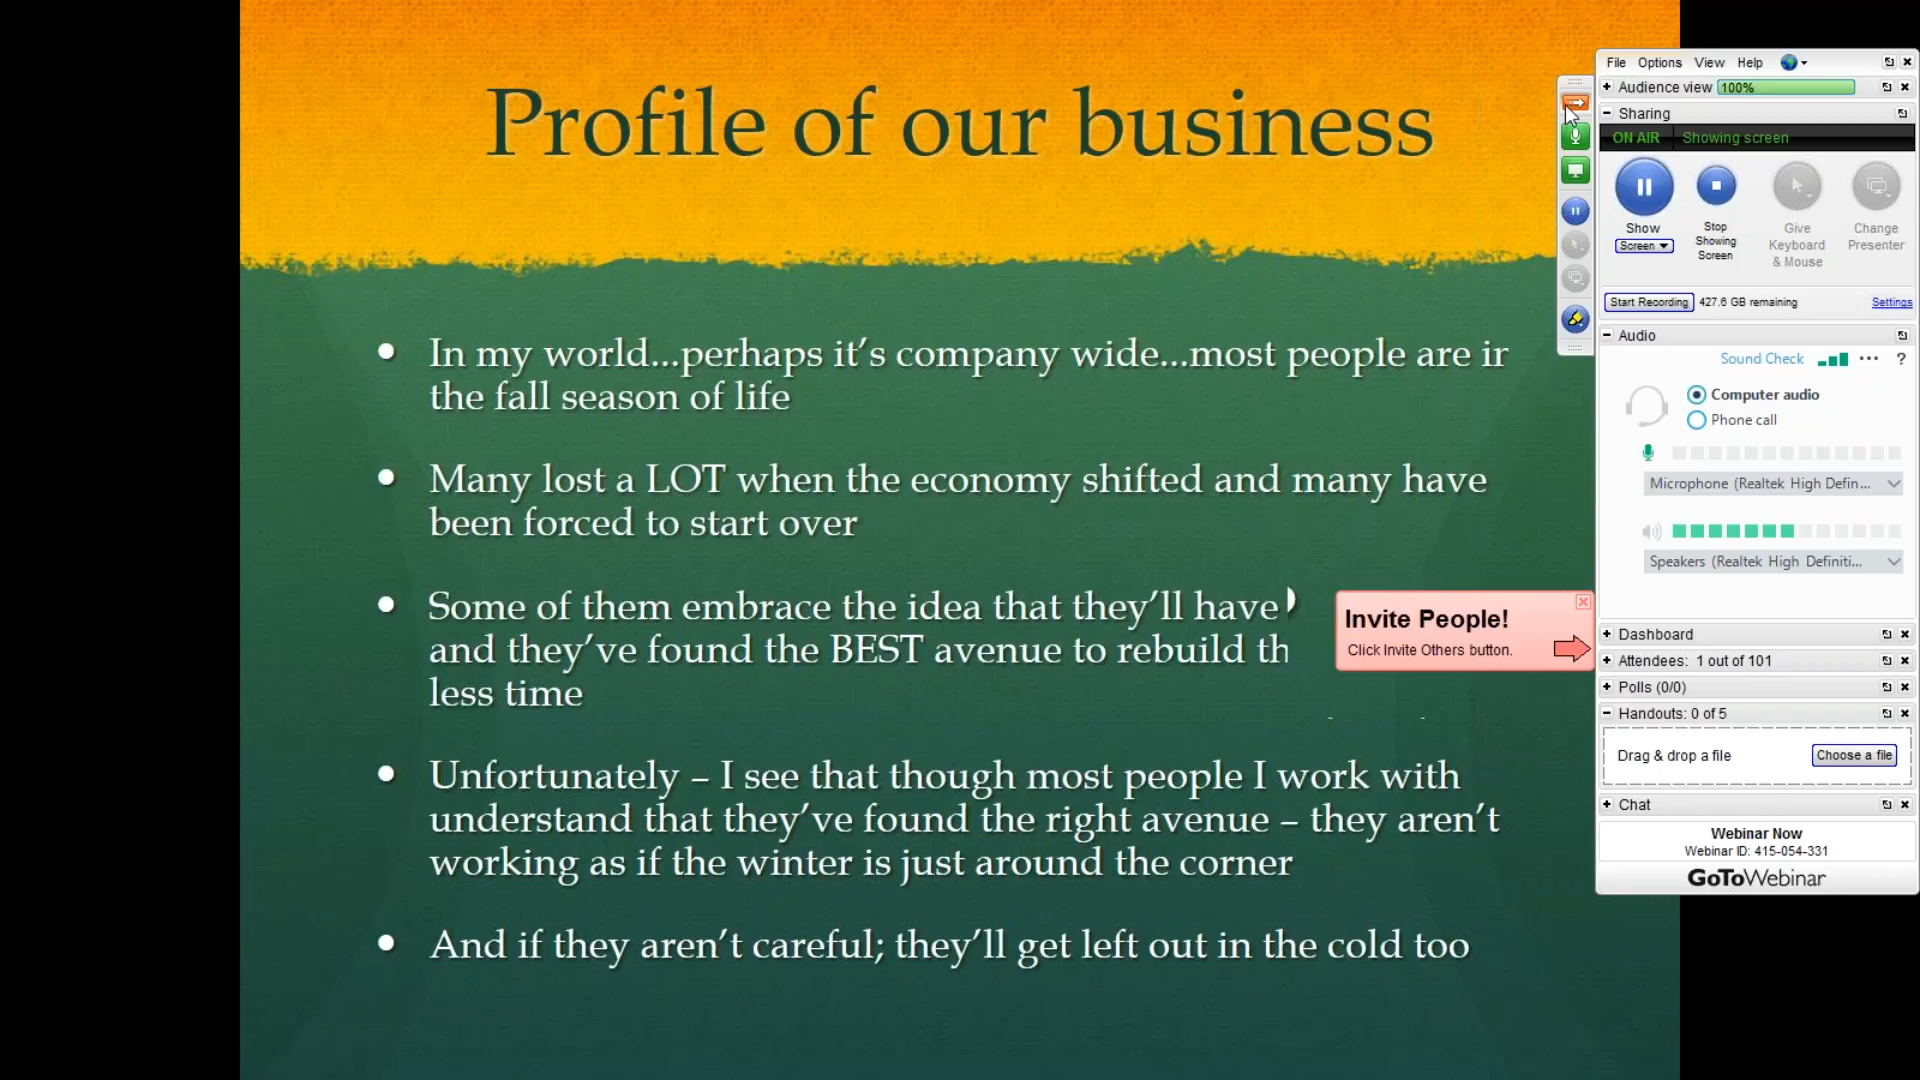 Profile of our business
In my world...perhaps it's company wide...most people are
the fall season of life
Many lost a LOT when the economy shifted and many have
been forced to start over
Some of them embrace the idea that they'll have
and they've found the BEST avenue to rebuild
less time
Unfortunately – I see that though most people I work with
understand that they've found the right avenue – they aren't
working as if the winter is just around the corner
And if they aren't careful; they'll get left out in the cold too
Invite People!
Click Invite Others button.
File Options View Help
Audience view 100%
Sharing
ON AIR Showing screen
Show
Screen
Stop
Showing
Screen
Give
Keyboard
& Mouse
Change
Presenter
Start Recording 427.6 GB remaining Settings
Audio
Sound Check ... ?
Computer audio
Phone call
Microphone (Realtek High Defin...
Speakers (Realtek High Definiti...
Dashboard
Attendees: 1 out of 101
Polls (0/0)
Handouts: 0 of 5
Drag & drop a file Choose a file
Chat
Webinar Now
Webinar ID: 415-054-331
GoToWebinar